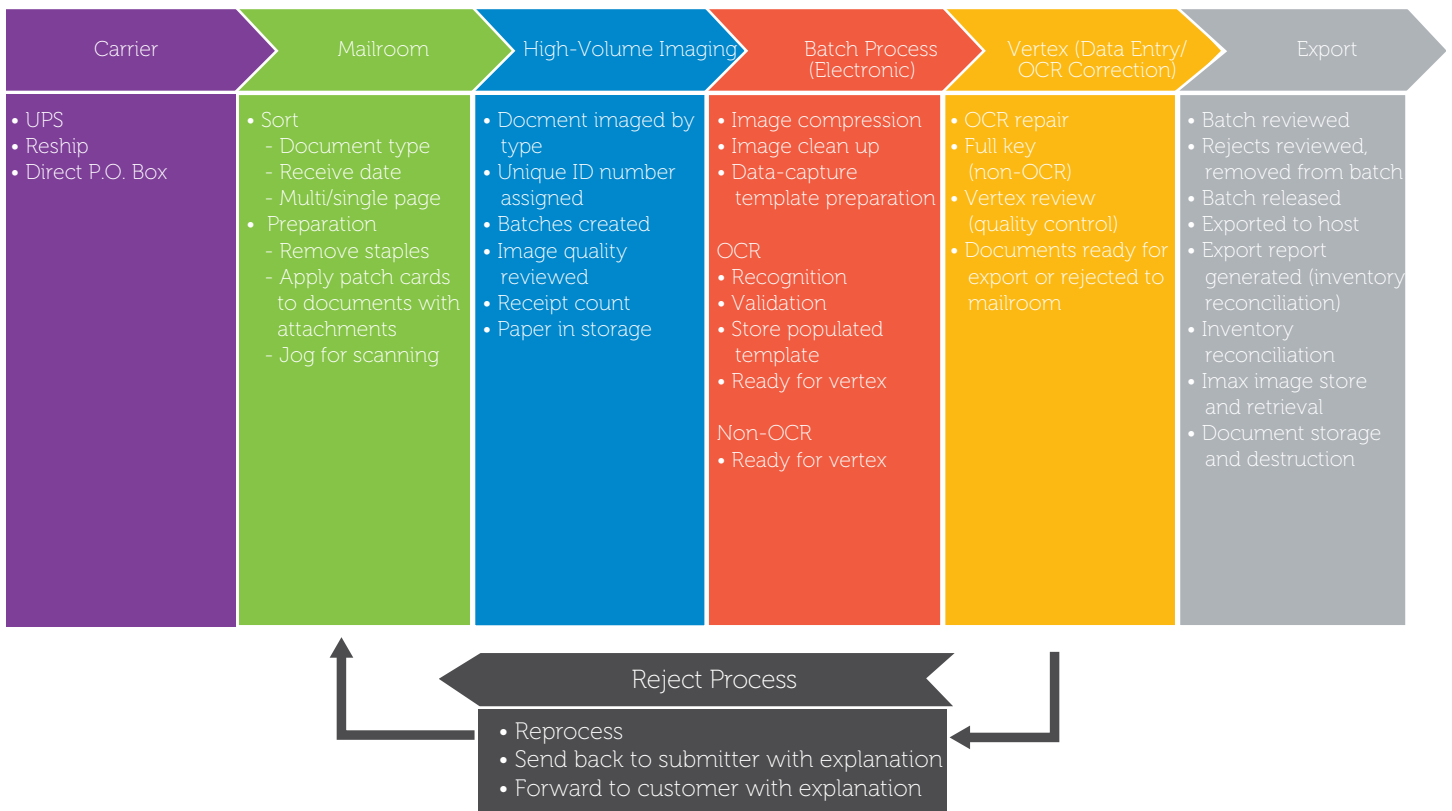 Carrier
Mailroom
High-Volume Imaging
Batch Process
(Electronic)
Vertex (Data Entry/
OCR Correction)
Export
• UPS
• Reship
• Direct P.O. Box
• Sort
- Document type
- Receive date
- Multi/single page
• Preparation
- Remove staples
- Apply patch cards
to documents with
attachments
- Jog for scanning
• Docment imaged by
type
• Unique ID number
assigned
• Batches created
• Image quality
reviewed
• Receipt count
• Paper in storage
• Image compression
• Image clean up
• Data-capture
template preparation
OCR
• Recognition
• Validation
• Store populated
template
• Ready for vertex
Non-OCR
• Ready for vertex
• OCR repair
• Full key
(non-OCR)
• Vertex review
(quality control)
• Documents ready for
export or rejected to
mailroom
• Batch reviewed
• Rejects reviewed,
removed from batch
• Batch released
• Exported to host
• Export report
generated (inventory
reconciliation)
• Inventory
reconciliation
• Imax image store
and retrieval
• Document storage
and destruction
Reject Process
• Reprocess
• Send back to submitter with explanation
• Forward to customer with explanation